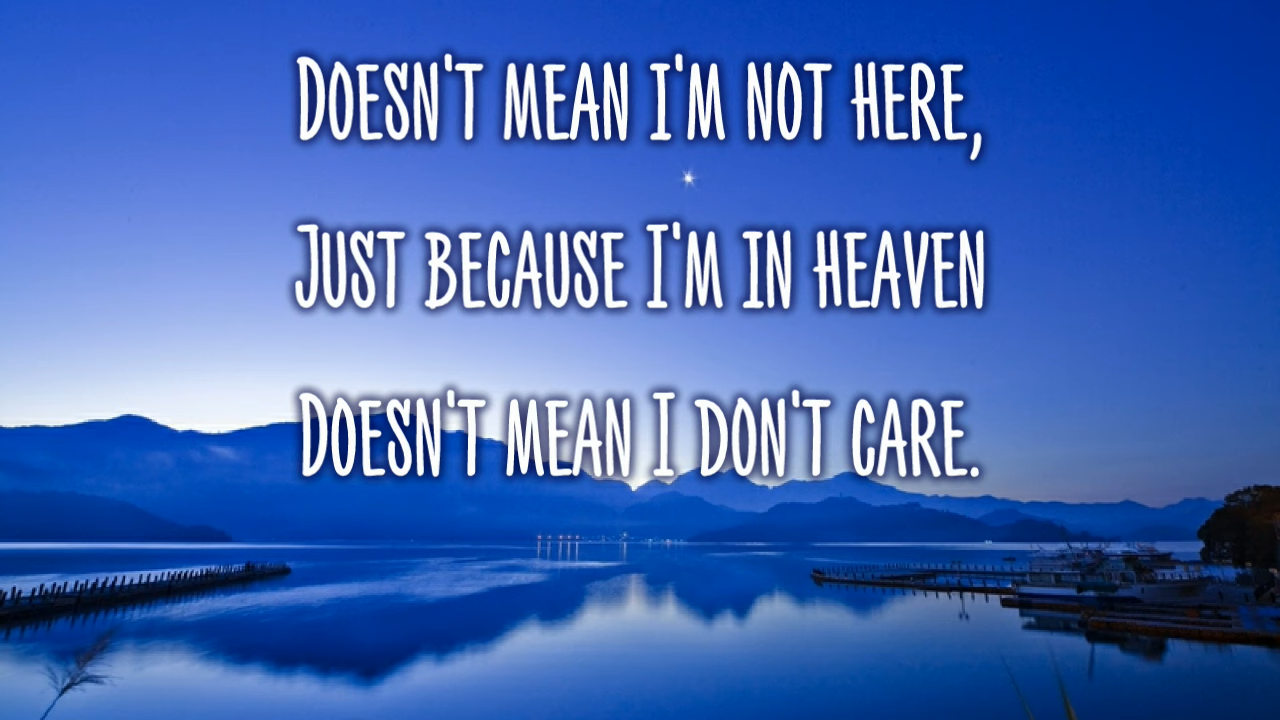 Doesn't mean I'm not here,
Just because I'm in heaven
Doesn't mean I don't care.